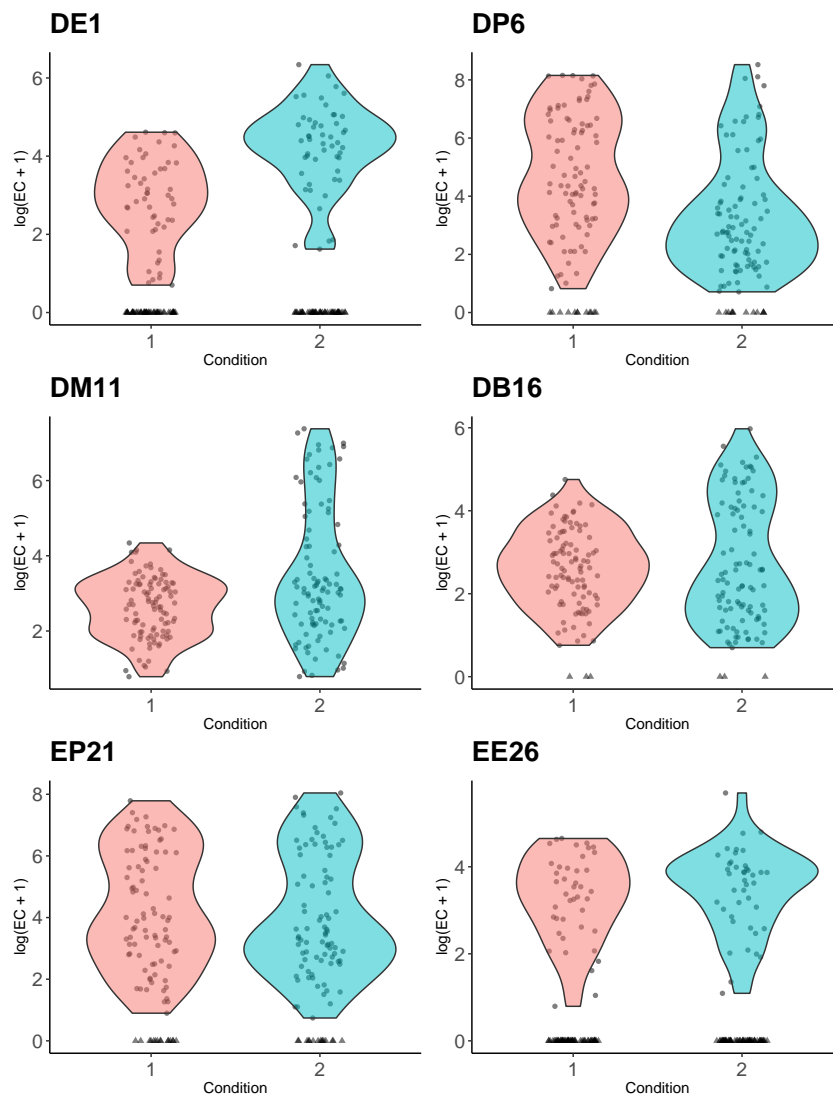 DE1
DP6
log(EC + 1)
6
4
2
0
1
2
Condition
log(EC + 1)
8
6
4
2
0
1
2
Condition
DM11
DB16
log(EC + 1)
6
4
2
1
2
Condition
log(EC + 1)
6
4
2
0
1
2
Condition
EP21
EE26
log(EC + 1)
8
6
4
2
0
1
2
Condition
log(EC + 1)
4
2
0
1
2
Condition